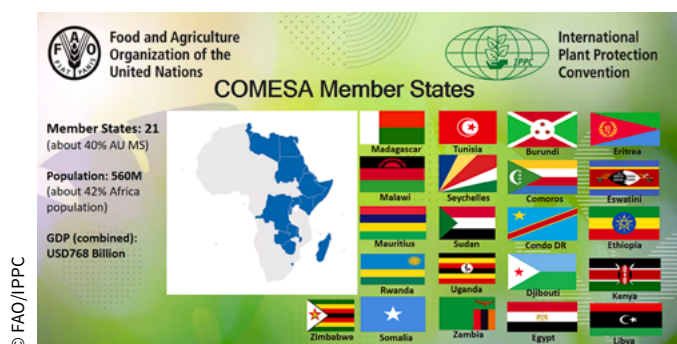 Food and Agriculture
Organization of the
United Nations
FAO
FIAT PANIS
IPPC
International
Plant Protection
Convention
COMESA Member States
Member States: 21
(about 40% AU MS)
Population: 560M
(about 42% Africa
population)
GDP (combined):
USD768 Billion
Madagascar
Tunisia
Burundi
Eritrea
Malawi
Seychelles
Comoros
Eswatini
Mauritius
Sudan
Condo DR
Ethiopia
Rwanda
Uganda
Djibouti
Kenya
Zimbabwe
Somalia
Zambia
Egypt
Libya
© FAO/IPPC